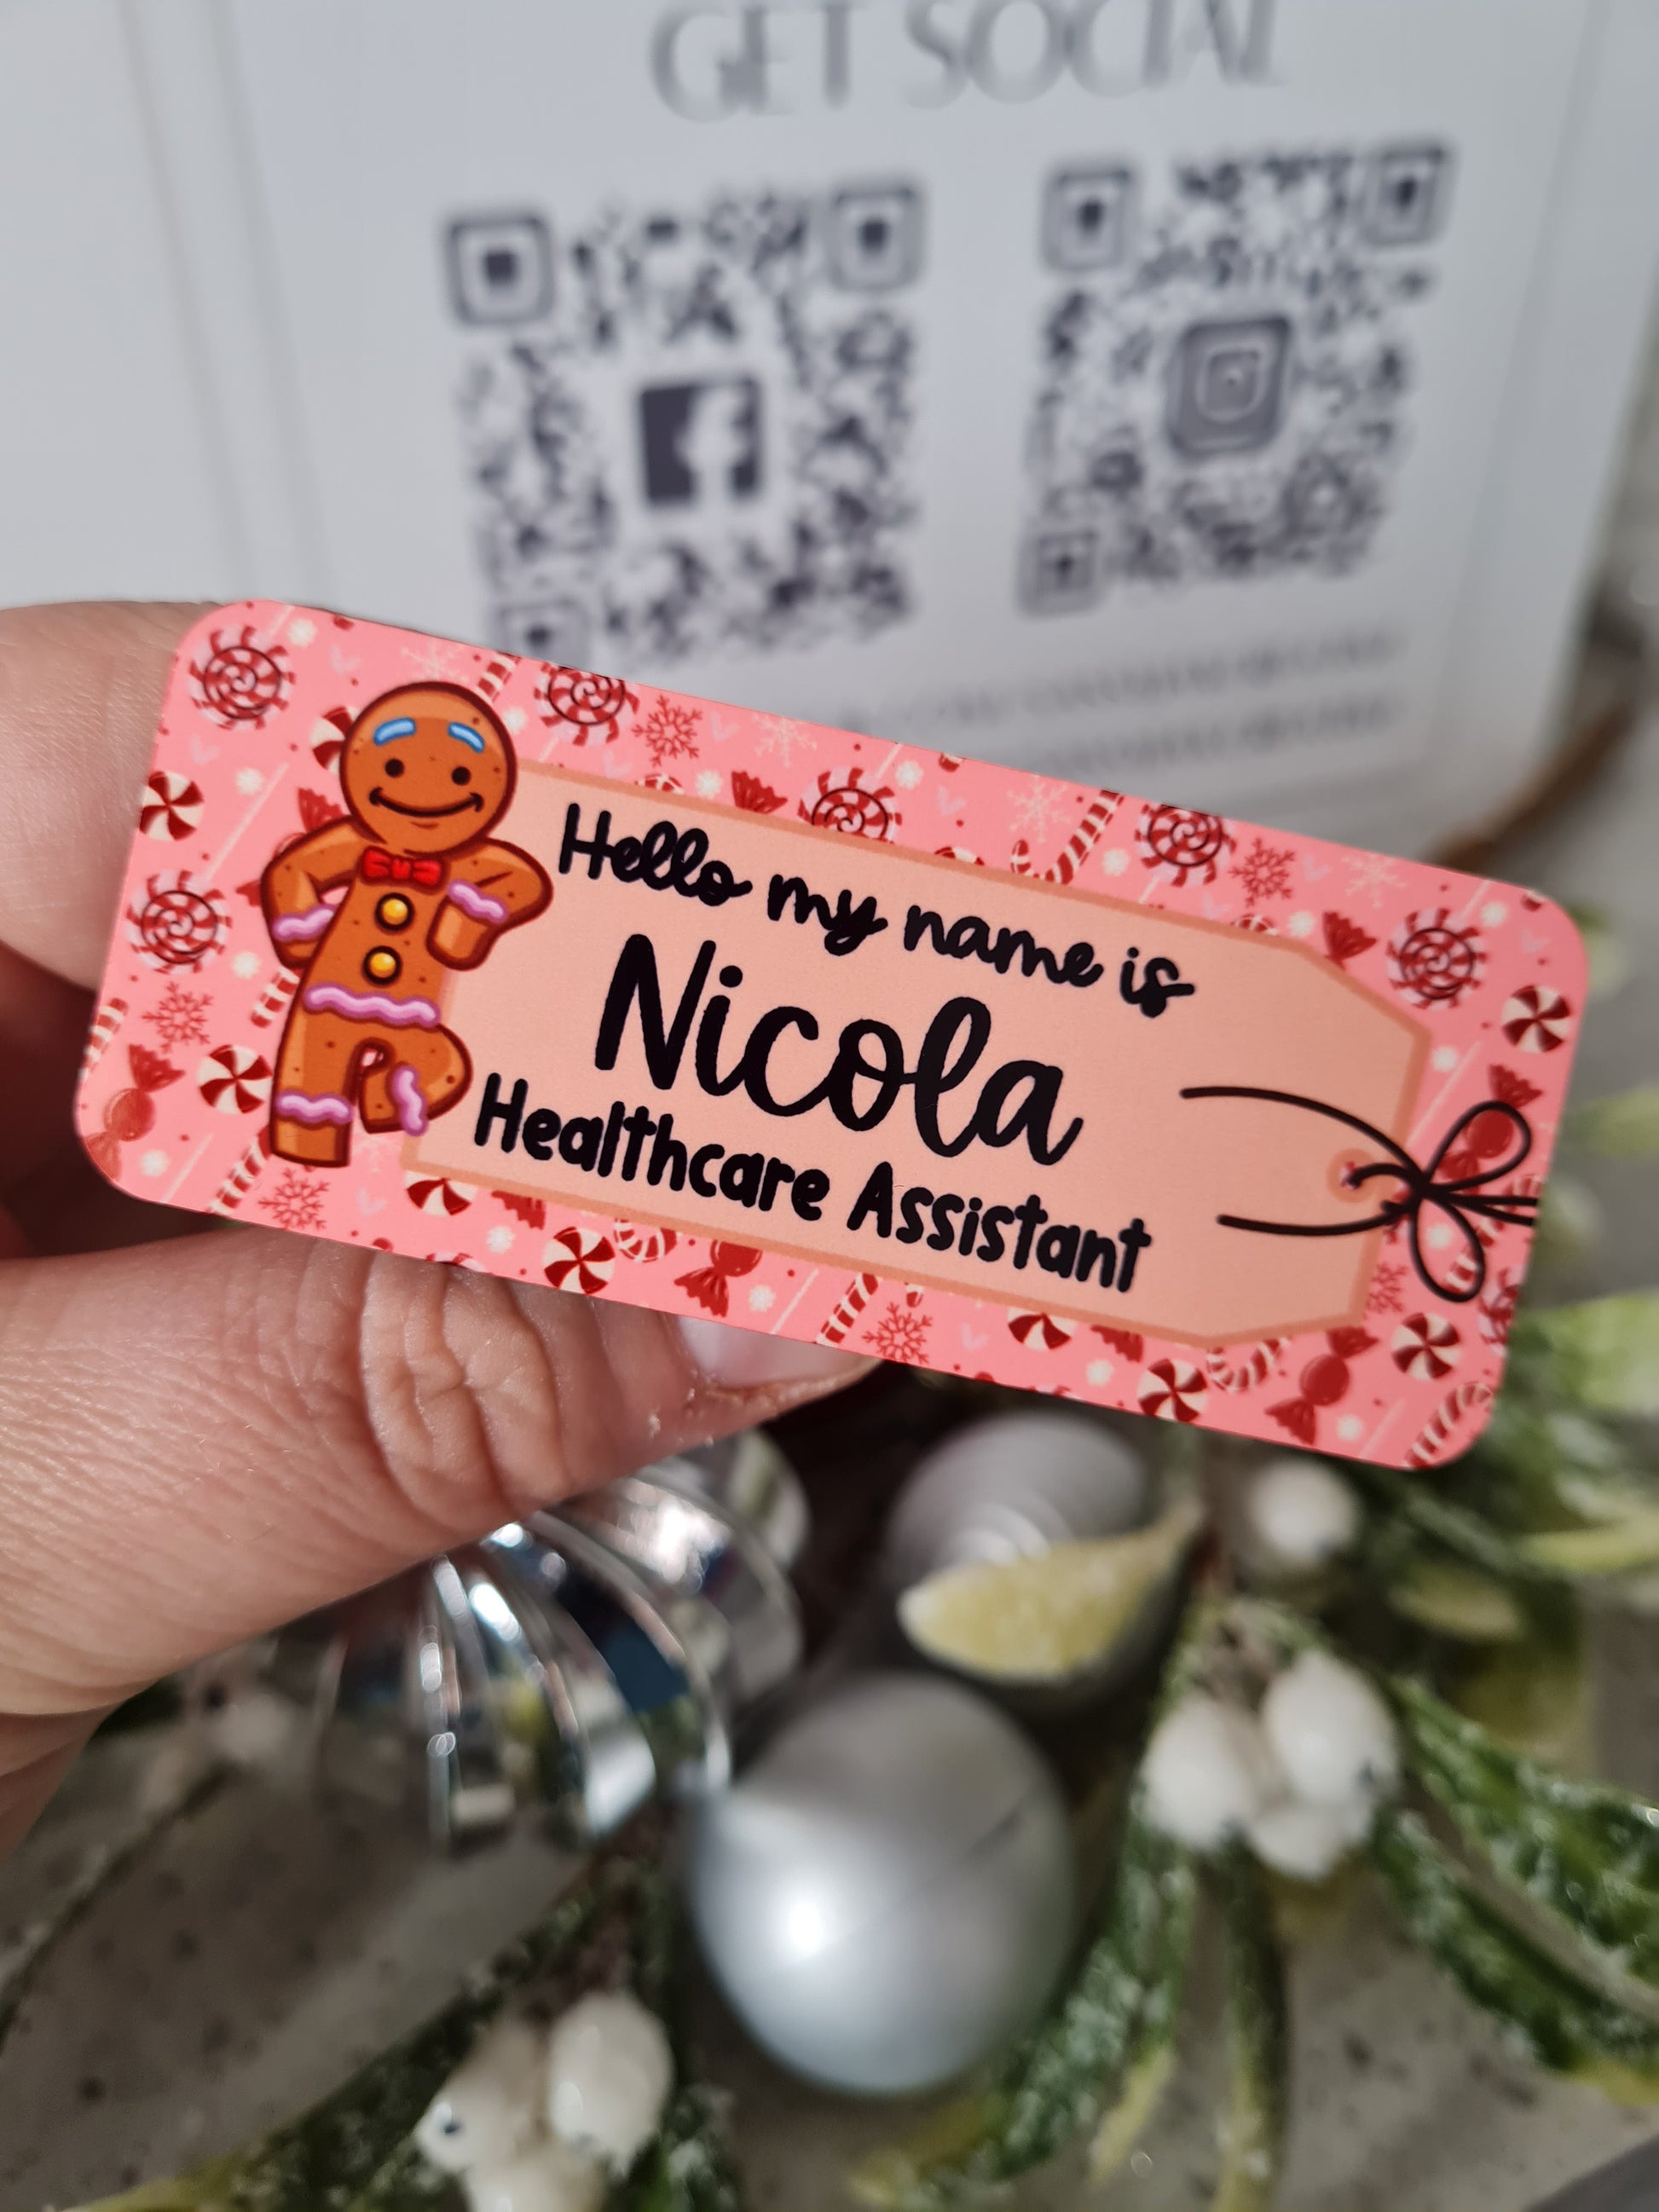 GET SOCIAL
Hello my name is
Nicola
Healthcare Assistant